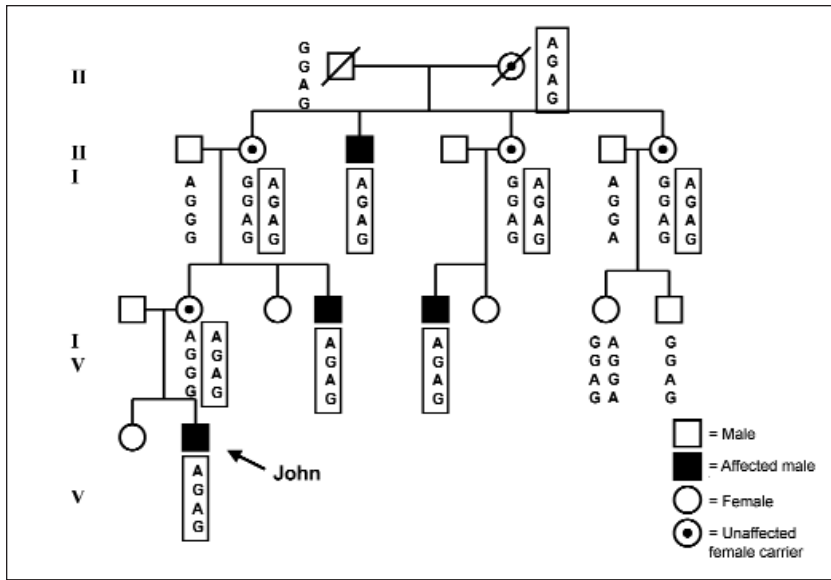 II
G G A G
A G A G
II
I
A G G G
G G A G
A G A G
A G A G
G G A G
A G A G
A G G A
G G A G
A G A G
I
V
A G G G
A G A G
A G A G
A G A G
G G A G
A G G A
G G A G
V
A G A G
John
= Male
= Affected male
= Female
= Unaffected
female carrier